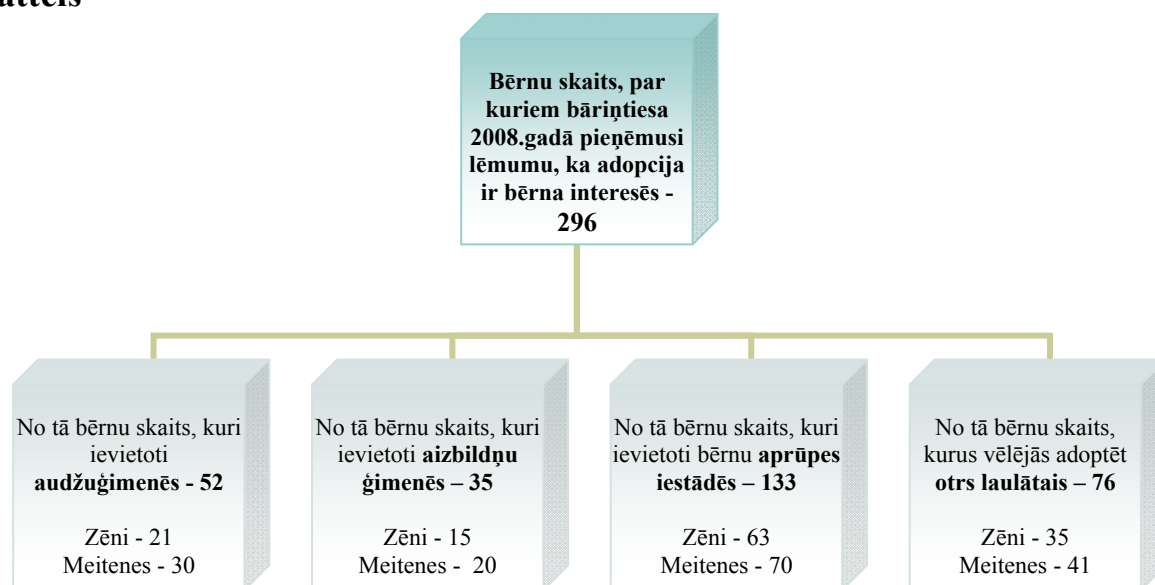 Bērnu skaits, par
kuriem bāriņtiesa
2008.gadā pieņēmusi
lēmumu, ka adopcija
ir bērna interesēs -
296
No tā bērnu skaits, kuri
ievietoti
audžuģimenēs - 52
Zēni - 21
Meitenes - 30
No tā bērnu skaits, kuri
ievietoti aizbildņu
ģimenēs – 35
Zēni - 15
Meitenes - 20
No tā bērnu skaits, kuri
ievietoti bērnu aprūpes
iestādēs – 133
Zēni - 63
Meitenes - 70
No tā bērnu skaits,
kurus vēlējās adoptēt
otrs laulātais – 76
Zēni - 35
Meitenes - 41